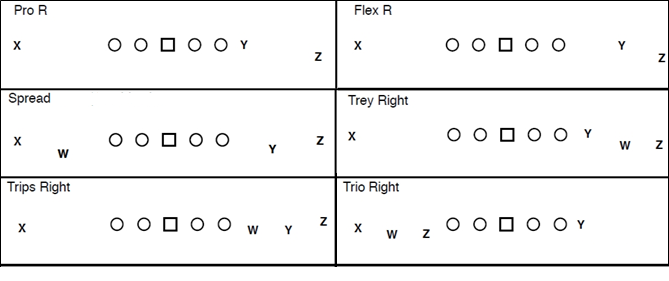 Pro R
X Y
Z
Flex R
X Y
Z
Spread
X Z
W Y
Trey Right
X Y
W Z
Trips Right
X W Y Z
Trio Right
X W Z Y